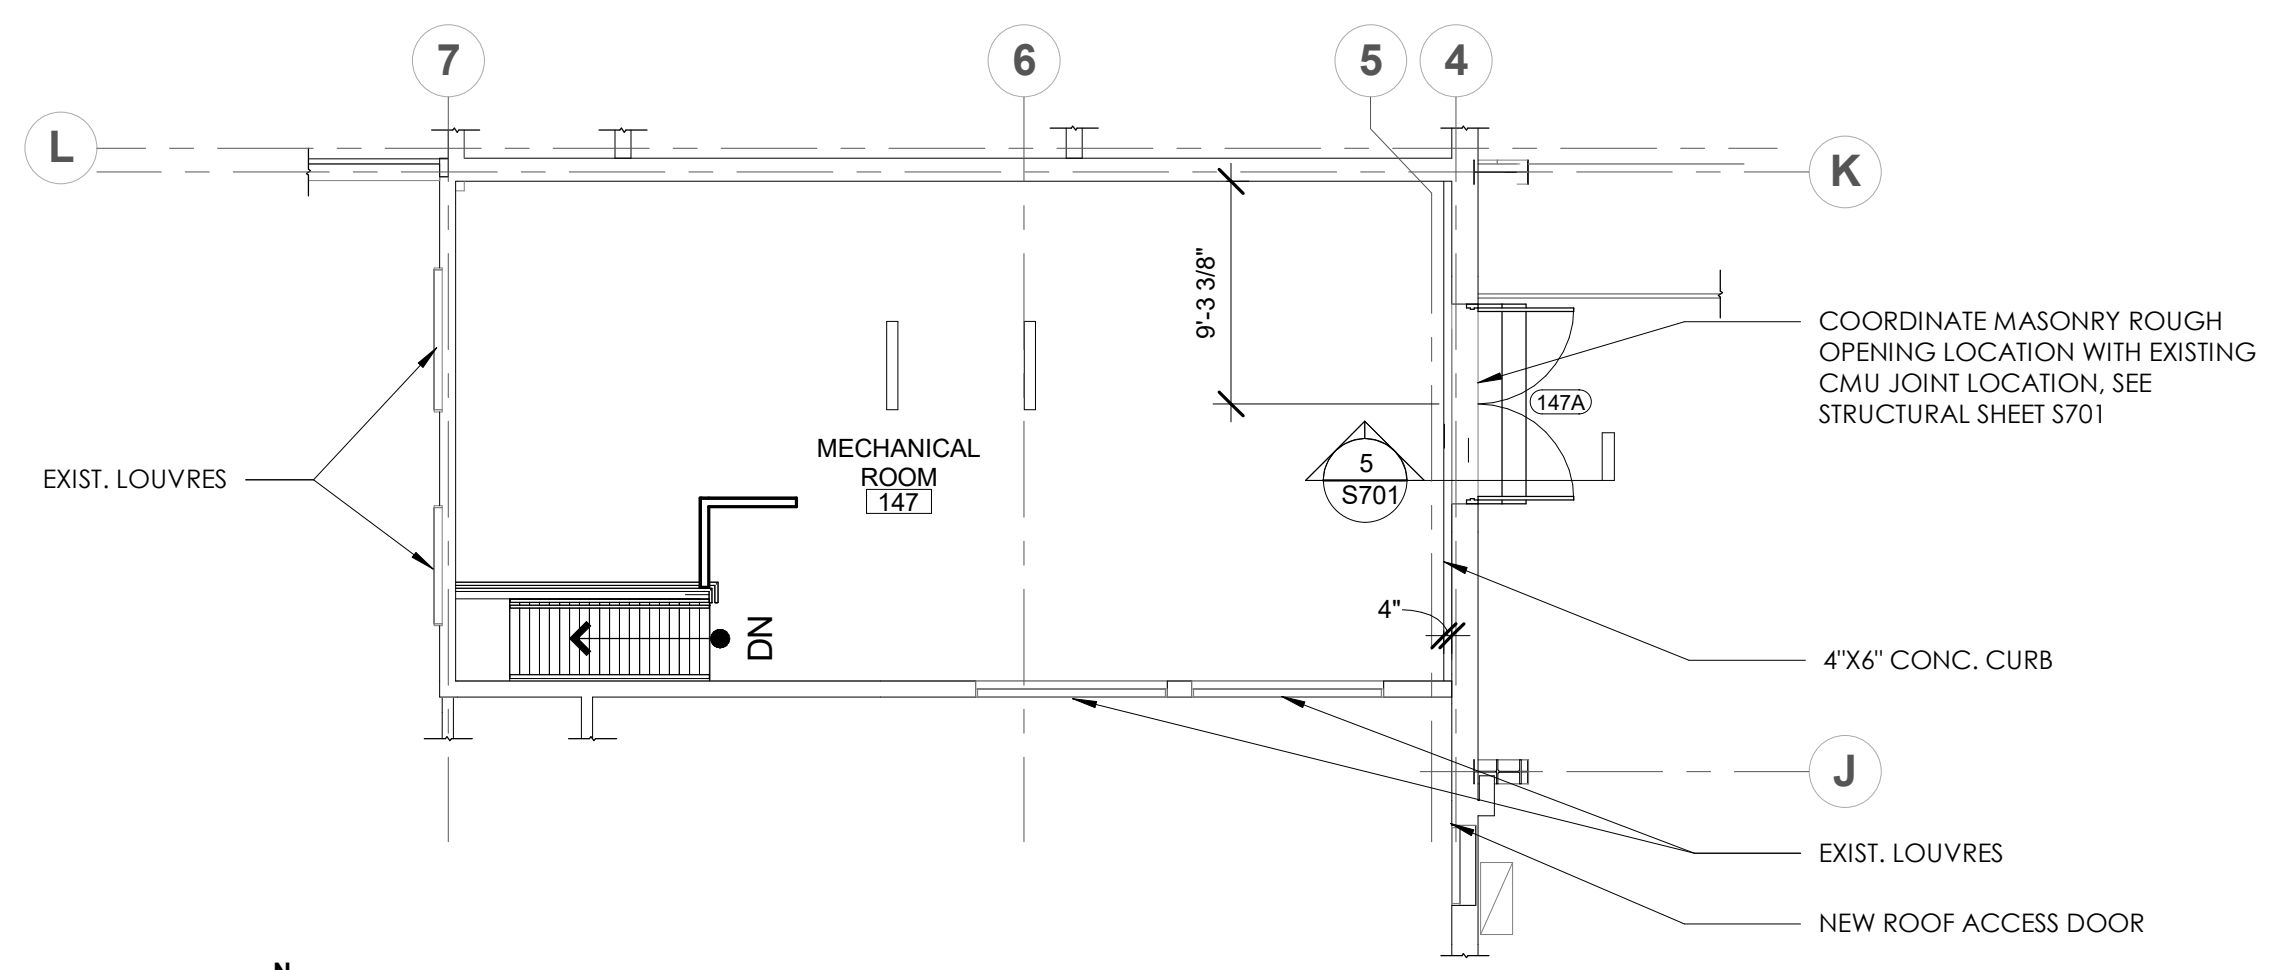 7
6
5
4
L
K
9'-3 3/8"
COORDINATE MASONRY ROUGH
OPENING LOCATION WITH EXISTING
CMU JOINT LOCATION, SEE
STRUCTURAL SHEET S701
147A
MECHANICAL
ROOM
147
5
S701
EXIST. LOUVRES
DN
4"
4"X6" CONC. CURB
J
EXIST. LOUVRES
NEW ROOF ACCESS DOOR
N